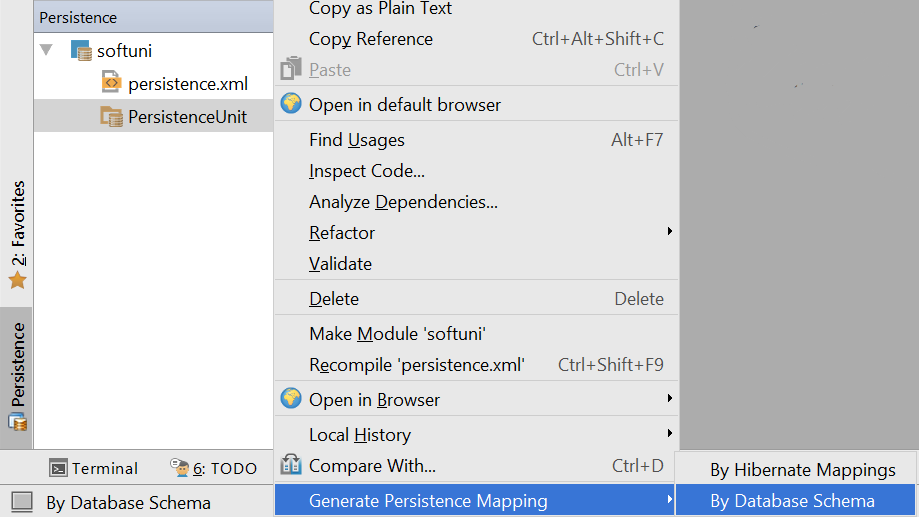 Persistence
softuni
persistence.xml
PersistenceUnit
2: Favorites
Persistence
Copy as Plain Text
Copy Reference Ctrl+Alt+Shift+C
Paste Ctrl+V
Open in default browser
Find Usages Alt+F7
Inspect Code...
Analyze Dependencies...
Refactor
Validate
Delete Delete
Make Module 'softuni'
Recompile 'persistence.xml' Ctrl+Shift+F9
Open in Browser
Local History
Compare With... Ctrl+D
Generate Persistence Mapping
By Hibernate Mappings
By Database Schema
Terminal 6: TODO
By Database Schema